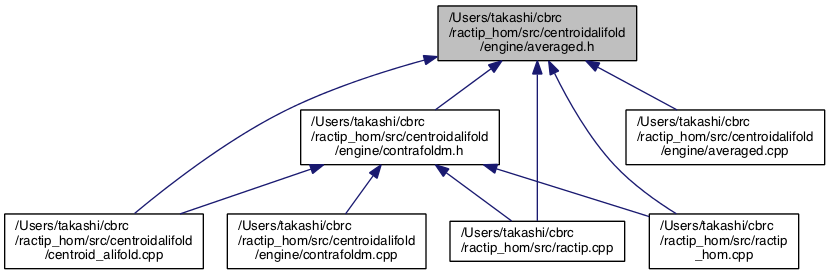 /Users/takashi/cbrc
/ractip_hom/src/centroidalifold
/engine/averaged.h
/Users/takashi/cbrc
/ractip_hom/src/centroidalifold
/engine/contrafoldm.h
/Users/takashi/cbrc
/ractip_hom/src/centroidalifold
/engine/averaged.cpp
/Users/takashi/cbrc
/ractip_hom/src/centroidalifold
/centroid_alifold.cpp
/Users/takashi/cbrc
/ractip_hom/src/centroidalifold
/engine/contrafoldm.cpp
/Users/takashi/cbrc
/ractip_hom/src/ractip.cpp
/Users/takashi/cbrc
/ractip_hom/src/ractip
_hom.cpp